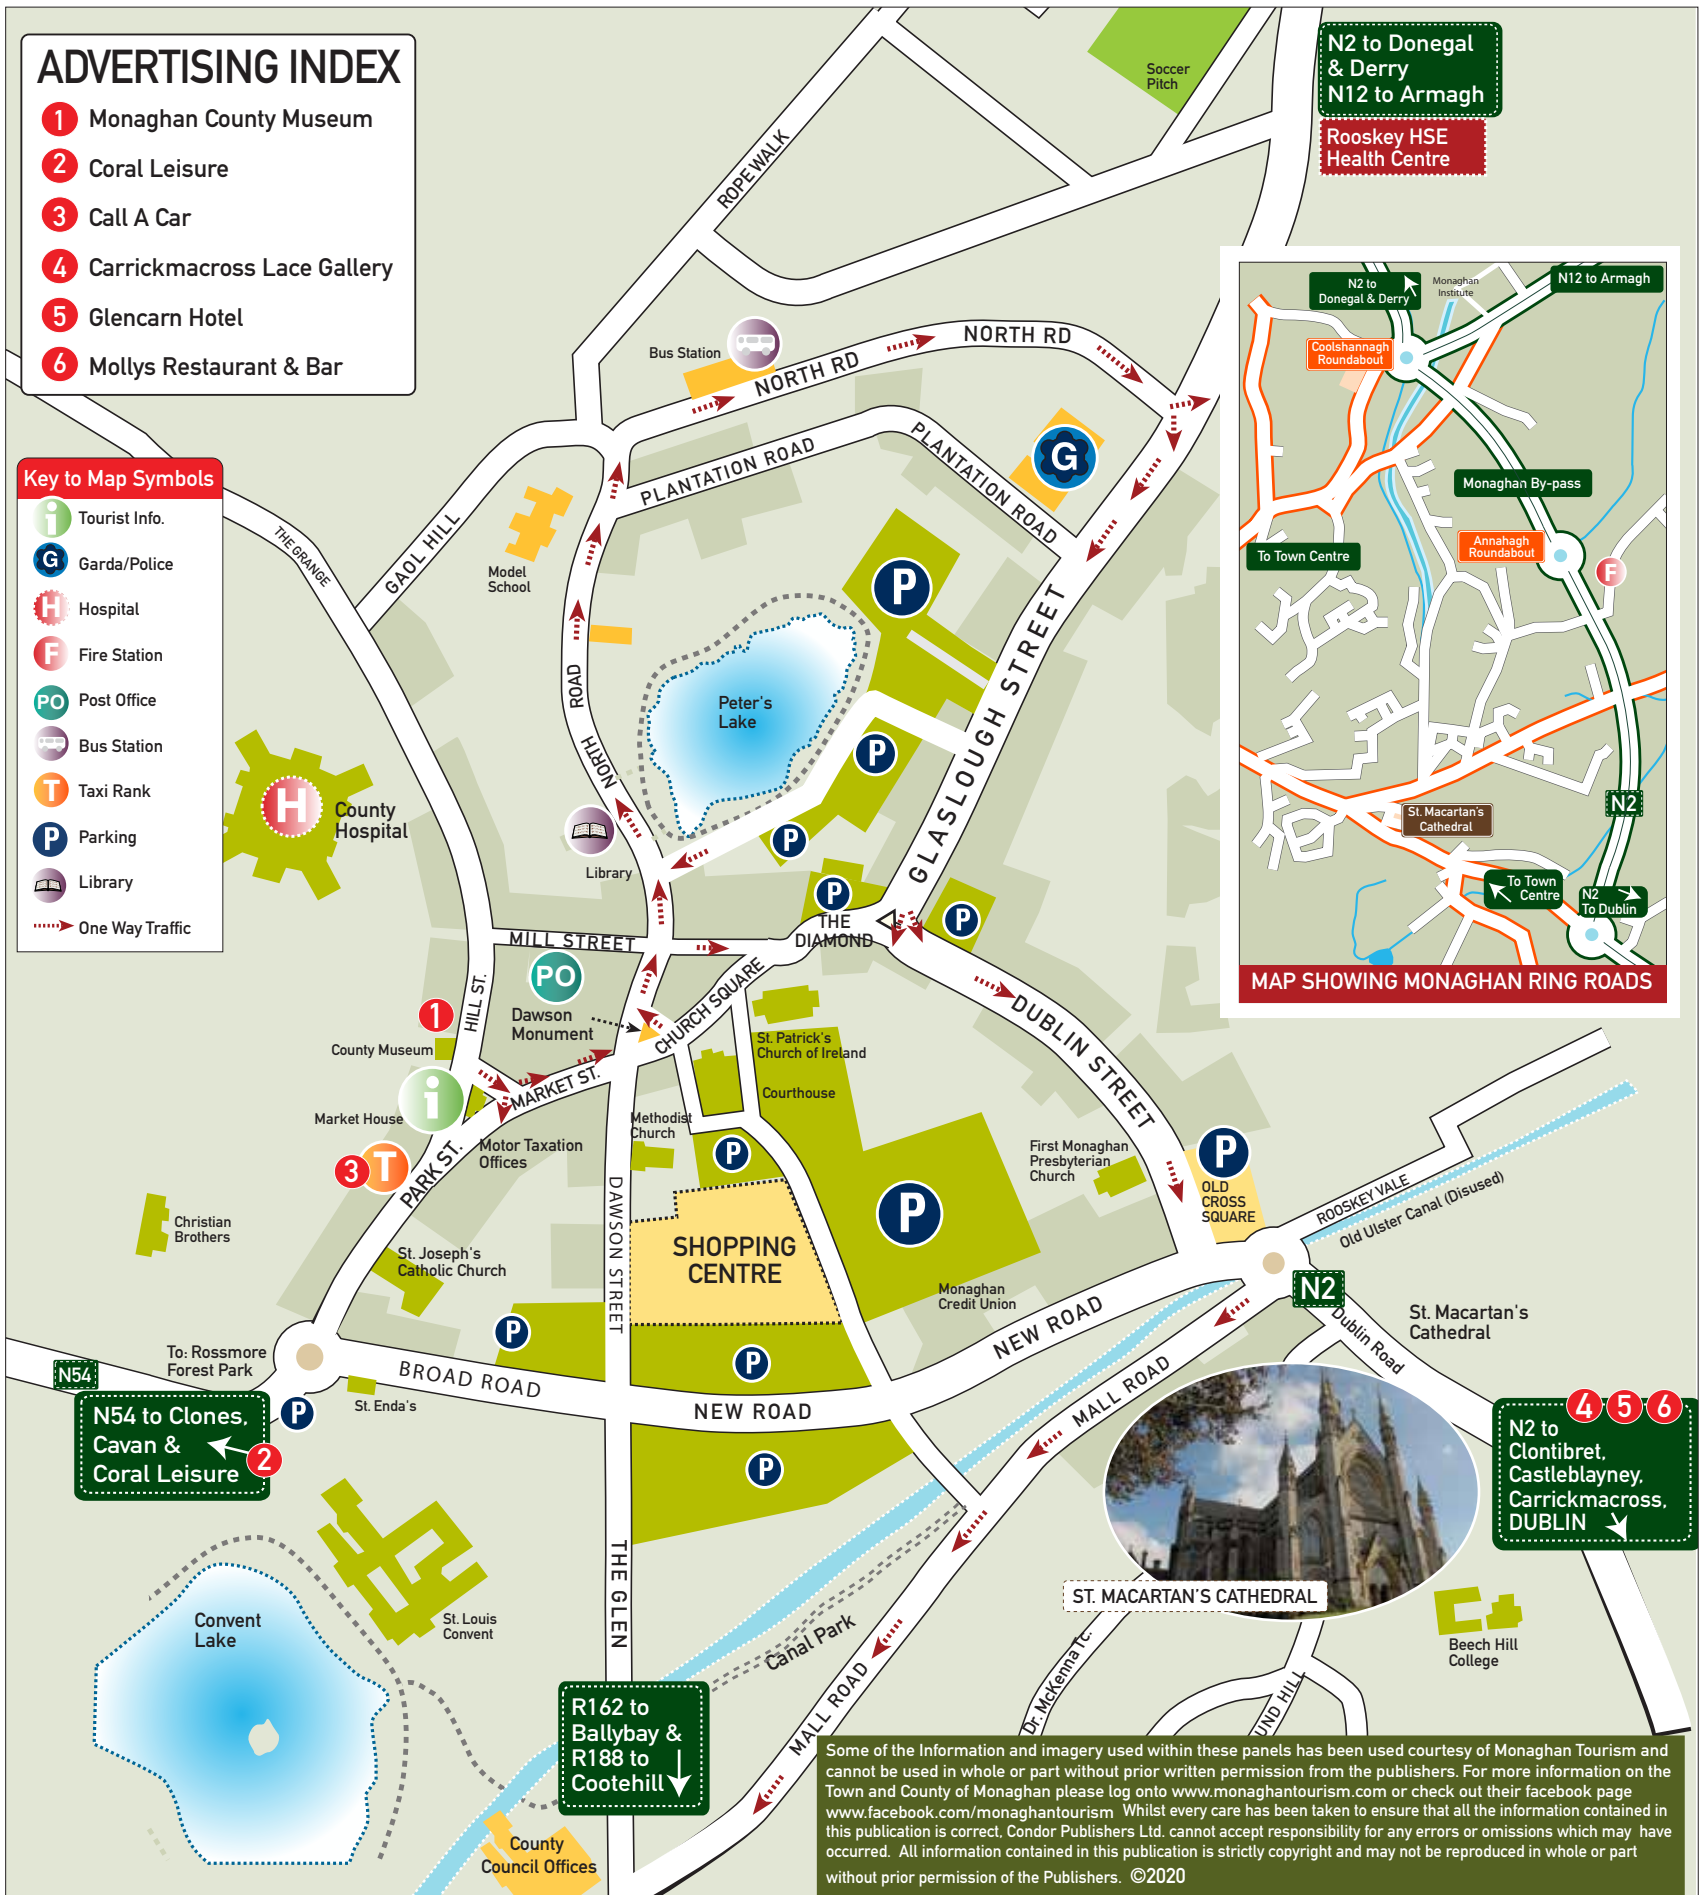 ADVERTISING INDEX
1 Monaghan County Museum
2 Coral Leisure
3 Call A Car
4 Carrickmacross Lace Gallery
5 Glencarn Hotel
6 Mollys Restaurant & Bar
Key to Map Symbols
i Tourist Info.
G Garda/Police
H Hospital
F Fire Station
PO Post Office
Bus Station
T Taxi Rank
P Parking
Library
One Way Traffic
Soccer
Pitch
N2 to Donegal
& Derry
N12 to Armagh
Rooskey HSE
Health Centre
ROPEWALK
Bus Station
NORTH RD
NORTH RD
PLANTATION ROAD
PLANTATION ROAD
G
THE GRANGE
GAOL HILL
Model
School
P
NORTH ROAD
Peter's
Lake
P
GLASLOUGH STREET
H
County
Hospital
Library
P
P
P
THE
DIAMOND
MILL STREET
PO
HILL ST.
1
Dawson
Monument
CHURCH SQUARE
County Museum
St. Patrick's
Church of Ireland
DUBLIN STREET
i
MARKET ST.
Courthouse
Market House
Methodist
Church
Motor Taxation
Offices
P
First Monaghan
Presbyterian
Church
P
3
T
PARK ST.
OLD
CROSS
SQUARE
ROOSKEY VALE
Old Ulster Canal (Disused)
Christian
Brothers
DAWSON STREET
P
SHOPPING
CENTRE
St. Joseph's
Catholic Church
Monaghan
Credit Union
N2
St. Macartan's
Cathedral
Dublin Road
NEW ROAD
P
To: Rossmore
Forest Park
N54
P
BROAD ROAD
P
St. Enda's
NEW ROAD
MALL ROAD
N54 to Clones,
Cavan &
Coral Leisure
2
P
4 5 6
N2 to
Clontibret,
Castleblayney,
Carrickmacross,
DUBLIN
THE GLEN
ST. MACARTAN'S CATHEDRAL
Convent
Lake
St. Louis
Convent
Canal Park
Beech Hill
College
MALL ROAD
Dr. McKenna Tc.
UND HILL
R162 to
Ballybay &
R188 to
Cootehill
County
Council Offices
N2 to
Donegal & Derry
Monaghan
Institute
N12 to Armagh
Coolshannagh
Roundabout
Monaghan By-pass
Annahagh
Roundabout
To Town Centre
F
N2
St. Macartan's
Cathedral
To Town
Centre
N2
To Dublin
MAP SHOWING MONAGHAN RING ROADS
Some of the Information and imagery used within these panels has been used courtesy of Monaghan Tourism and
cannot be used in whole or part without prior written permission from the publishers. For more information on the
Town and County of Monaghan please log onto www.monaghantourism.com or check out their facebook page
www.facebook.com/monaghantourism Whilst every care has been taken to ensure that all the information contained in
this publication is correct, Condor Publishers Ltd. cannot accept responsibility for any errors or omissions which may have
occurred. All information contained in this publication is strictly copyright and may not be reproduced in whole or part
without prior permission of the Publishers. ©2020